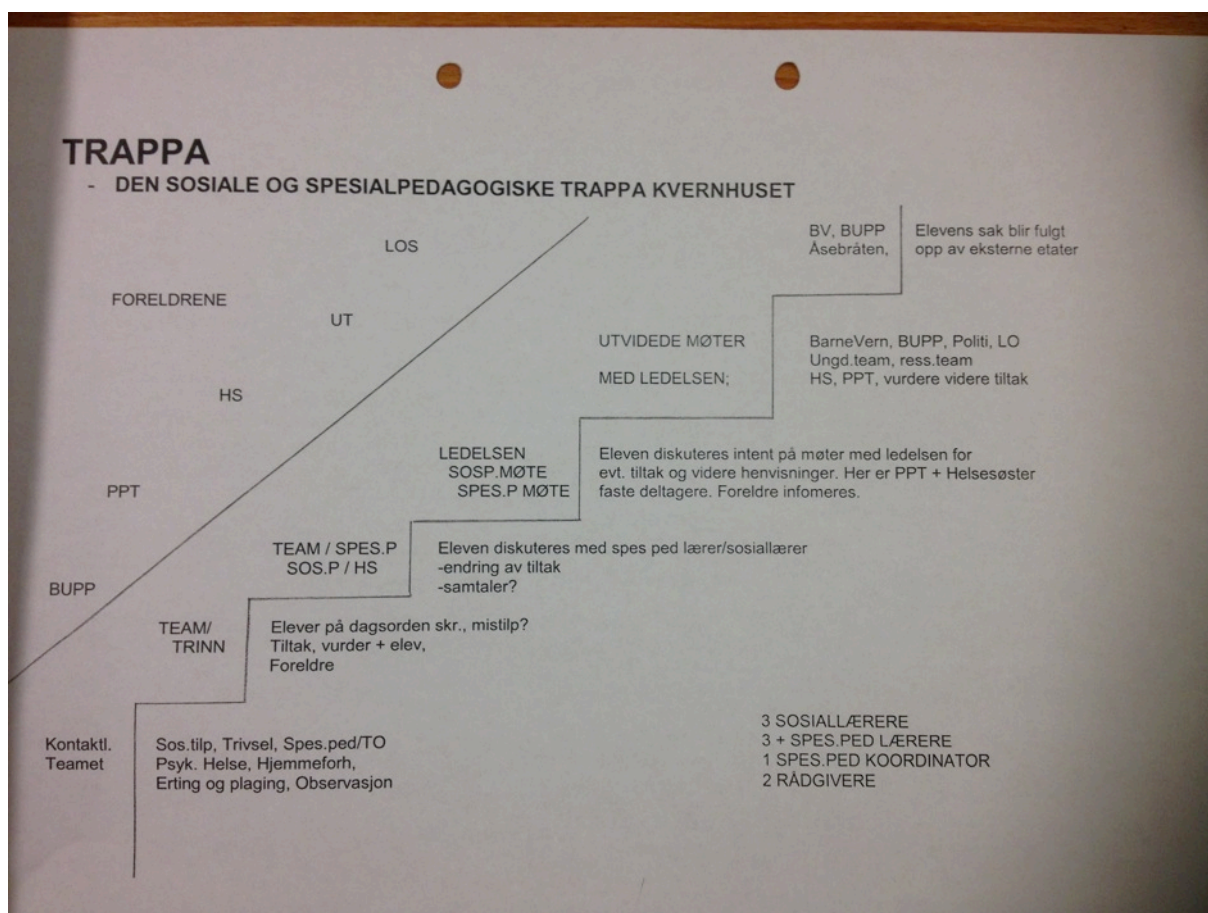 TRAPPA
- DEN SOSIALE OG SPESIALPEDAGOGISKE TRAPPA KVERNHUSET
LOS
FORELDRENE
UT
HS
PPT
BUPP
BV, BUPP
Åsebråten,
Elevens sak blir fulgt
opp av eksterne etater
UTVIDEDE MØTER
MED LEDELSEN;
BarneVern, BUPP, Politi, LO
Ungd.team, ress.team
HS, PPT, vurdere videre tiltak
LEDELSEN
SOSP.MØTE
SPES.P MØTE
Eleven diskuteres intent på møter med ledelsen for
evt. tiltak og videre henvisninger. Her er PPT + Helsesøster
faste deltagere. Foreldre infomeres.
TEAM / SPES.P
SOS.P / HS
Eleven diskuteres med spes ped lærer/sosiallærer
-endring av tiltak
-samtaler?
TEAM/
TRINN
Elever på dagsorden skr., mistilp?
Tiltak, vurder + elev,
Foreldre
Kontaktl.
Teamet
Sos.tilp, Trivsel, Spes.ped/TO
Psyk. Helse, Hjemmeforh,
Erting og plaging, Observasjon
3 SOSIALLÆRERE
3 + SPES.PED LÆRERE
1 SPES.PED KOORDINATOR
2 RÅDGIVERE